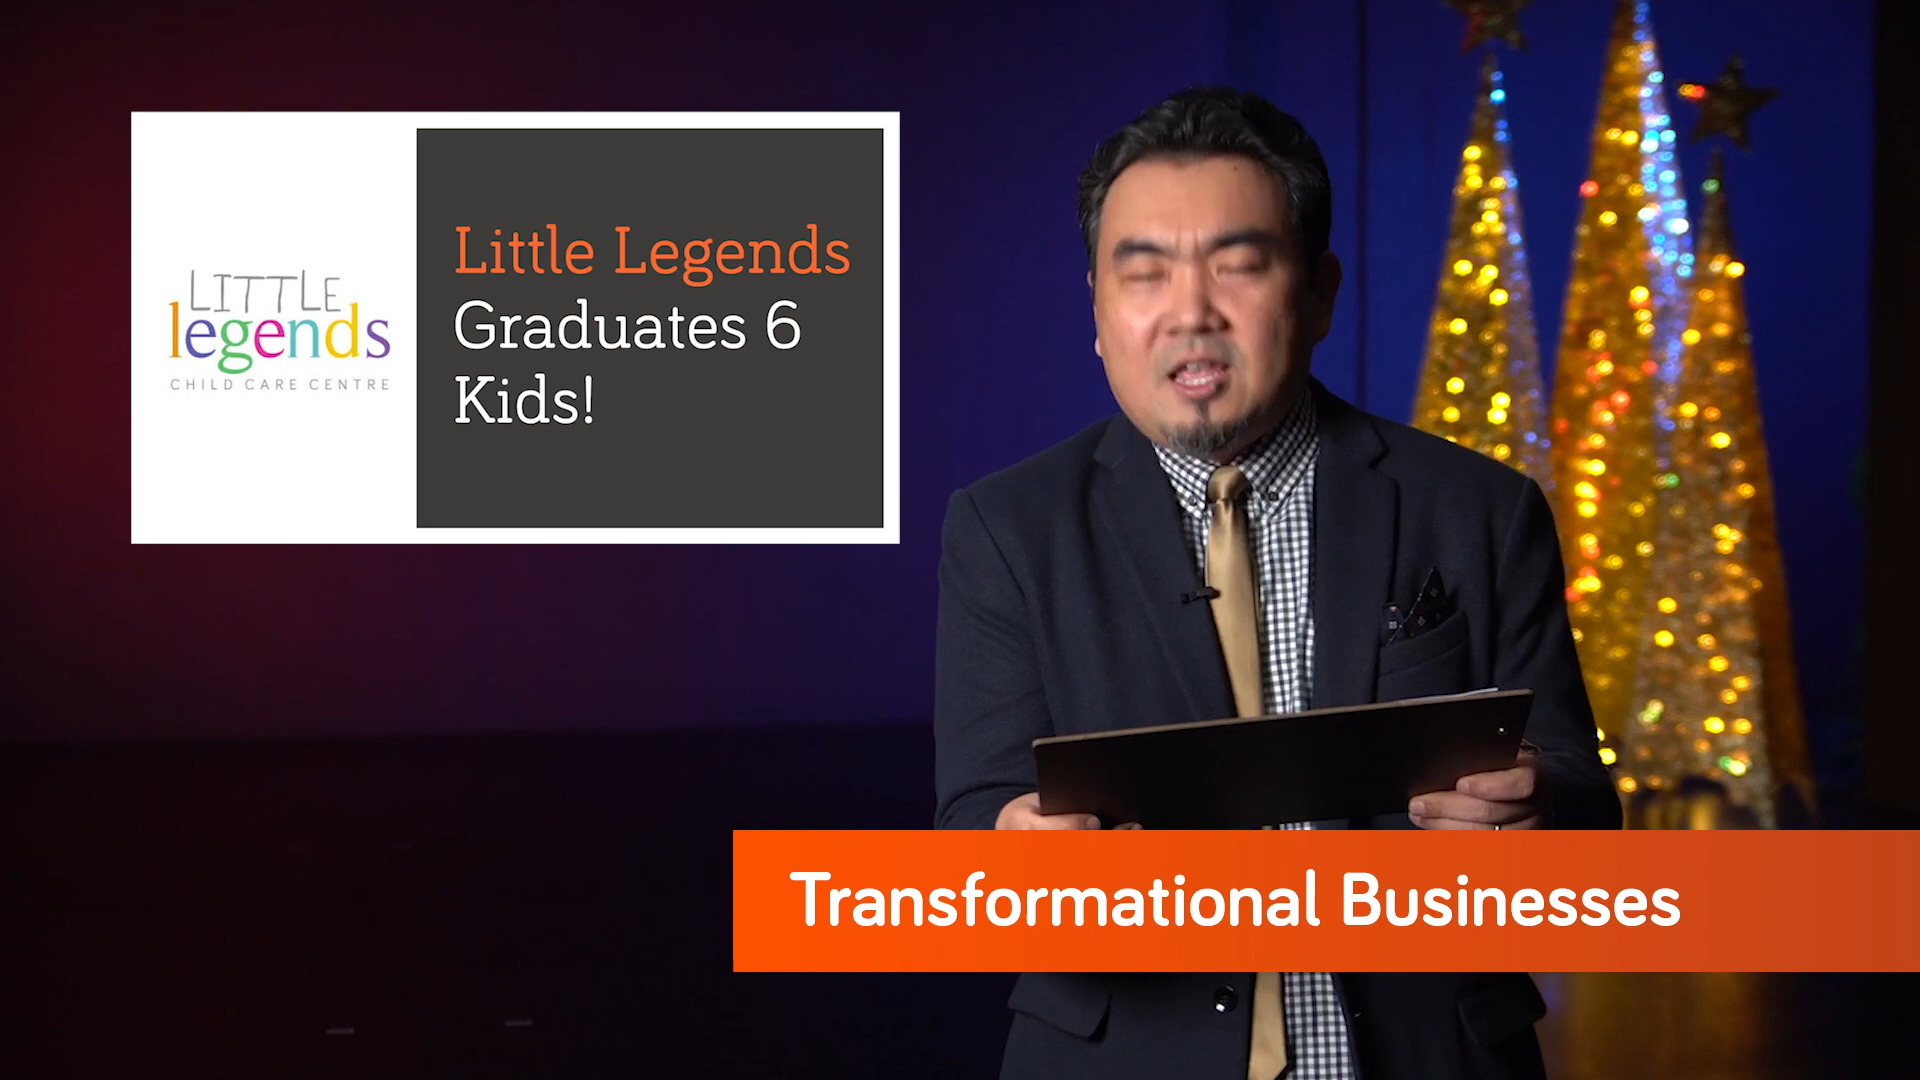 LITTLE
legends
CHILD CARE CENTRE
Little Legends
Graduates 6
Kids!
Transformational Businesses